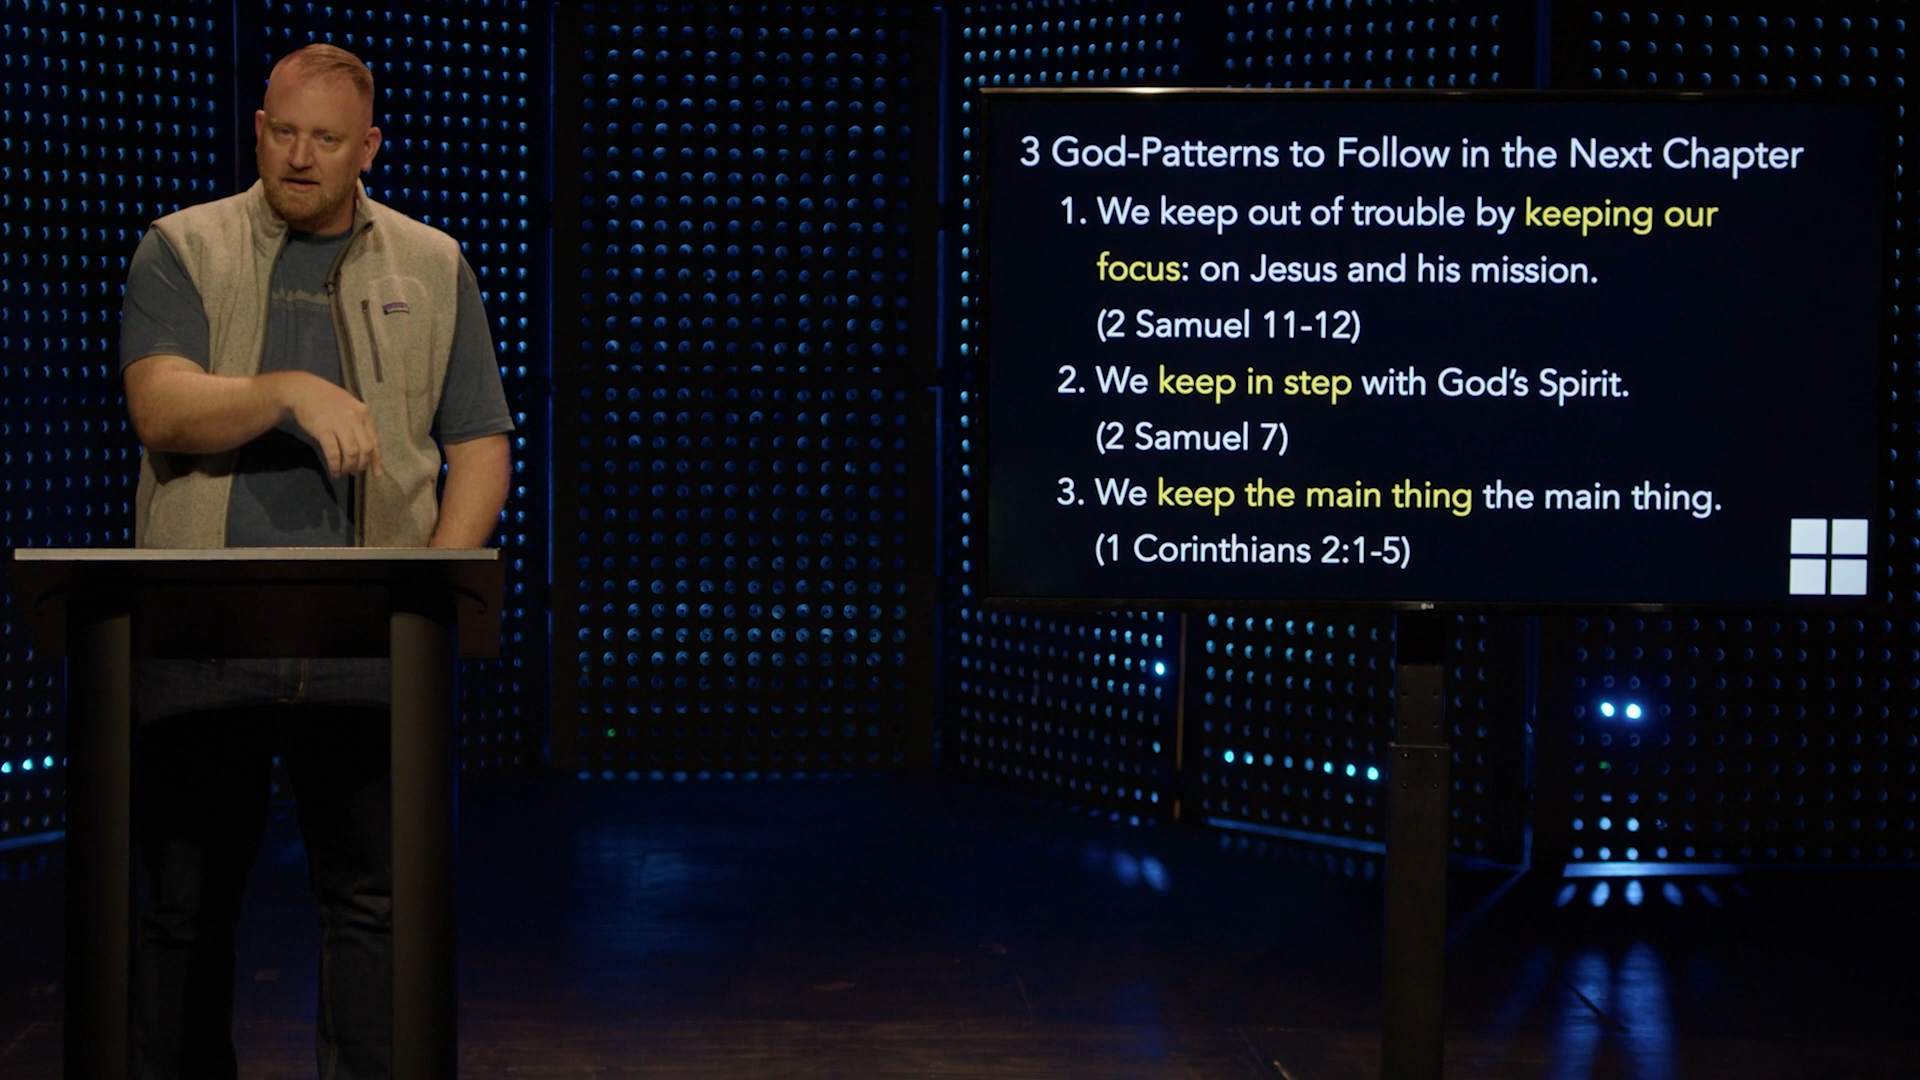 3 God-Patterns to Follow in the Next Chapter
1. We keep out of trouble by keeping our
focus: on Jesus and his mission.
(2 Samuel 11-12)
2. We keep in step with God's Spirit.
(2 Samuel 7)
3. We keep the main thing the main thing.
(1 Corinthians 2:1-5)